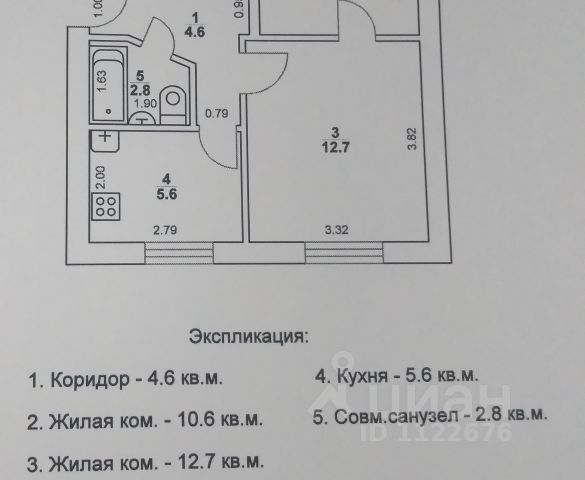 1.00
1
4.6
0.9
5
2.8
1.63
1.90
0.79
3
12.7
3.82
2.00
4
5.6
2.79
3.32
Экспликация:
1. Коридор - 4.6 кв.м.
4. Кухня - 5.6 кв.м.
2. Жилая ком. - 10.6 кв.м.
5. Совм.санузел - 2.8 кв.м.
3. Жилая ком. - 12.7 кв.м.
циан
ID 1122676